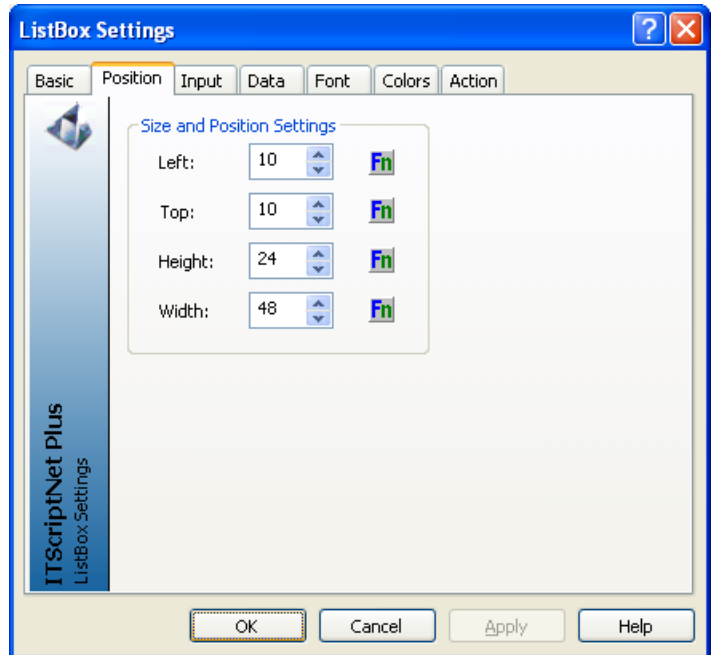 ListBox Settings
Basic Position Input Data Font Colors Action
Size and Position Settings
Left: 10 Fn
Top: 10 Fn
Height: 24 Fn
Width: 48 Fn
ITScriptNet Plus
ListBox Settings
OK Cancel Apply Help